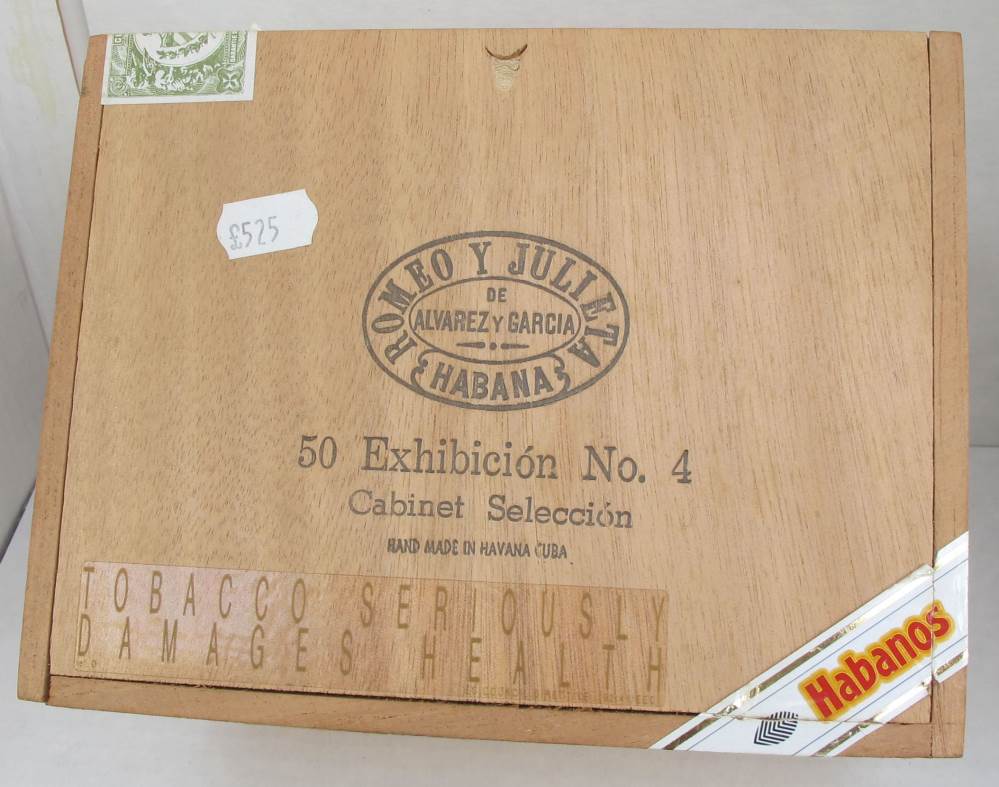 £525
ROMEO Y JULIETA
DE
ALVAREZ Y GARCIA
HABANA
50 Exhibición No. 4
Cabinet Selección
HAND MADE IN HAVANA CUBA
TOBACCO SERIOUSLY
DAMAGES HEALTH
Habanos